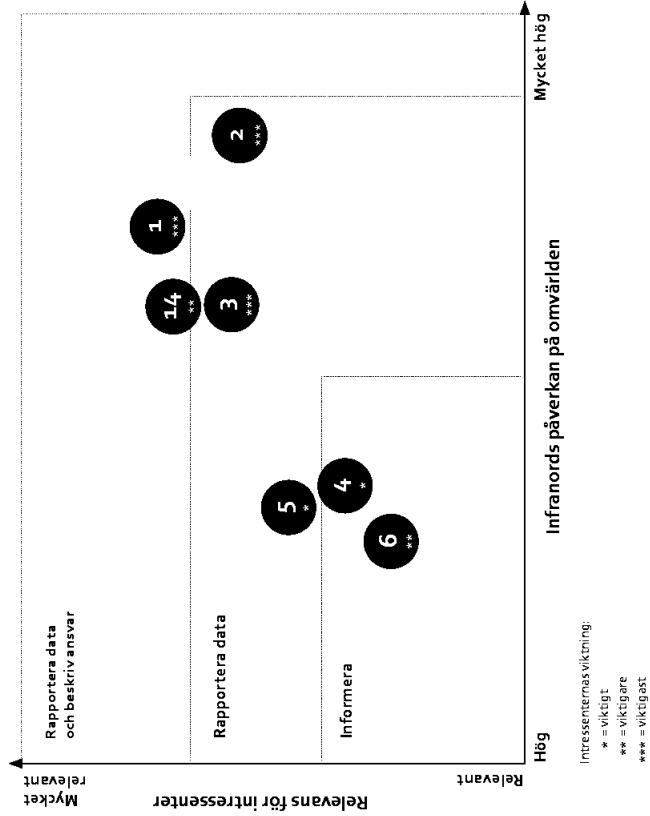 Mycket
relevant
Relevans för intressenter
Relevant
Rapportera data
och beskriv ansvar
Rapportera data
Informera
1
***
14
**
2
***
3
***
5
*
4
*
6
**
Hög
Infranords påverkan på omvärlden
Mycket hög
Intressenternas viktning:
* = viktigt
** = viktigare
*** = viktigast